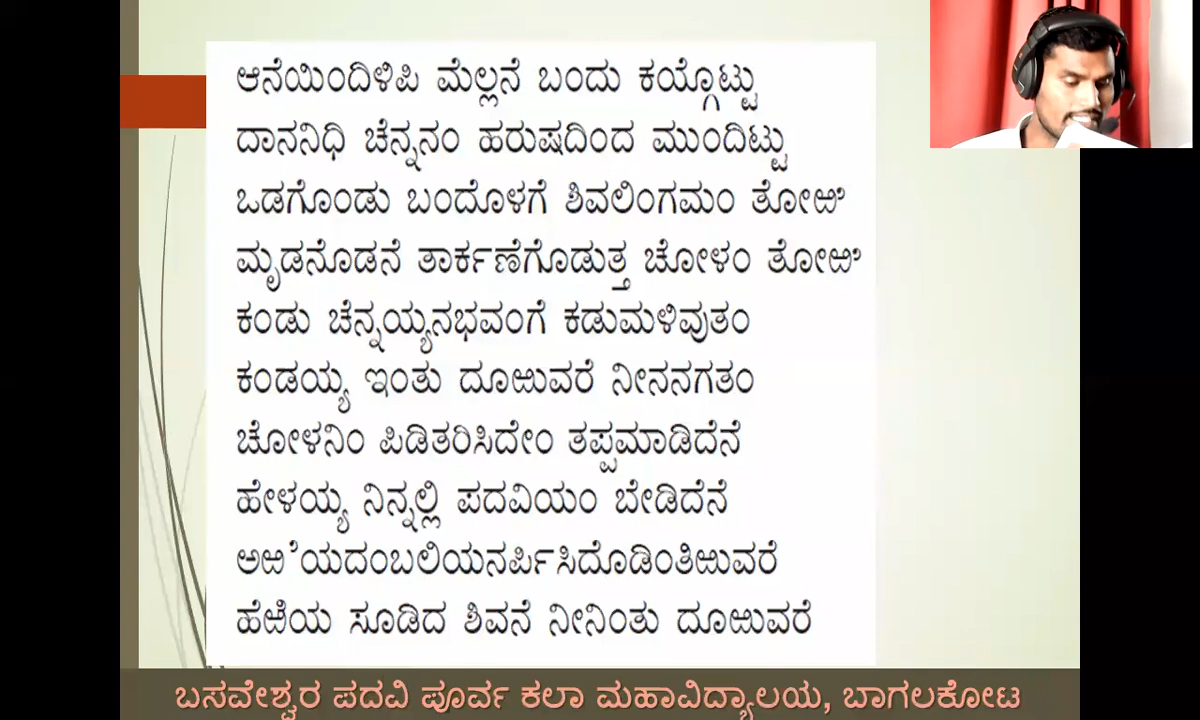 ಆನೆಯಿಂದಿಳಿಪಿ ಮೆಲ್ಲನೆ ಬಂದು ಕಯ್ಗೊಟ್ಟು
ದಾನನಿಧಿ ಚೆನ್ನನಂ ಹರುಷದಿಂದ ಮುಂದಿಟ್ಟು
ಒಡಗೊಂಡು ಬಂದೊಳಗೆ ಶಿವಲಿಂಗಮಂ ತೋಱಿ
ಮೃಡನೊಡನೆ ತಾರ್ಕಣೆಗೊಡುತ್ತ ಚೋಳಂ ತೋಱಿ
ಕಂಡು ಚೆನ್ನಯ್ಯನಭವಂಗೆ ಕಡುಮಳಿವುತಂ
ಕಂಡಯ್ಯ ಇಂತು ದೂಱುವರೆ ನೀನನಗತಂ
ಚೋಳನಿಂ ಪಿಡಿತರಿಸಿದೇಂ ತಪ್ಪಮಾಡಿದೆನೆ
ಹೇಳಯ್ಯ ನಿನ್ನಲ್ಲಿ ಪದವಿಯಂ ಬೇಡಿದೆನೆ
ಅಱಿಯದಂಬಲಿಯನರ್ಪಿಸಿದೊಡಿಂತಿಱುವರೆ
ಹೆಱೆಯ ಸೂಡಿದ ಶಿವನೆ ನೀನಿಂತು ದೂಱುವರೆ
ಬಸವೇಶ್ವರ ಪದವಿ ಪೂರ್ವ ಕಲಾ ಮಹಾವಿದ್ಯಾಲಯ, ಬಾಗಲಕೋಟ